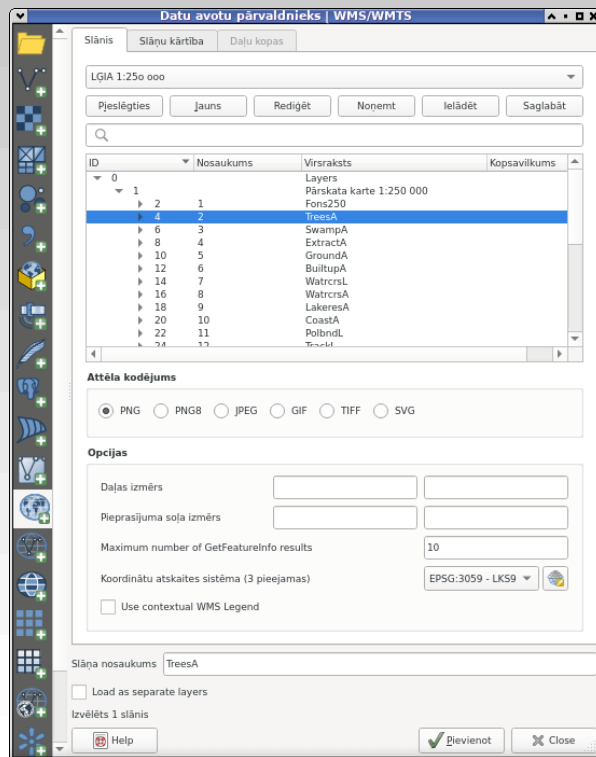 Datu avotu pārvaldnieks | WMS/WMTS
Slānis Slāņu kārtība Daļu kopas
LĢIA 1:25o ooo
Pjeslēgties Jauns Rediģēt Noņemt Ielādēt Saglabāt
ID Nosaukums Virsraksts Kopsavilkums
0 Layers
1 Pārskata karte 1:250 000
2 1 Fons250
4 2 TreesA
6 3 SwampA
8 4 ExtractA
10 5 GroundA
12 6 BuiltupA
14 7 WatrcrsL
16 8 WatrcrsA
18 9 LakeresA
20 10 CoastA
22 11 PolbndL
24 12 TrackL
Attēla kodējums
PNG PNG8 JPEG GIF TIFF SVG
Opcijas
Daļas izmērs
Pieprasījuma soļa izmērs
Maximum number of GetFeatureInfo results 10
Koordinātu atskaites sistēma (3 pieejamas) EPSG:3059 - LKS9
Use contextual WMS Legend
Slāņa nosaukums TreesA
Load as separate layers
Izvēlēts 1 slānis
Help Pievienot Close